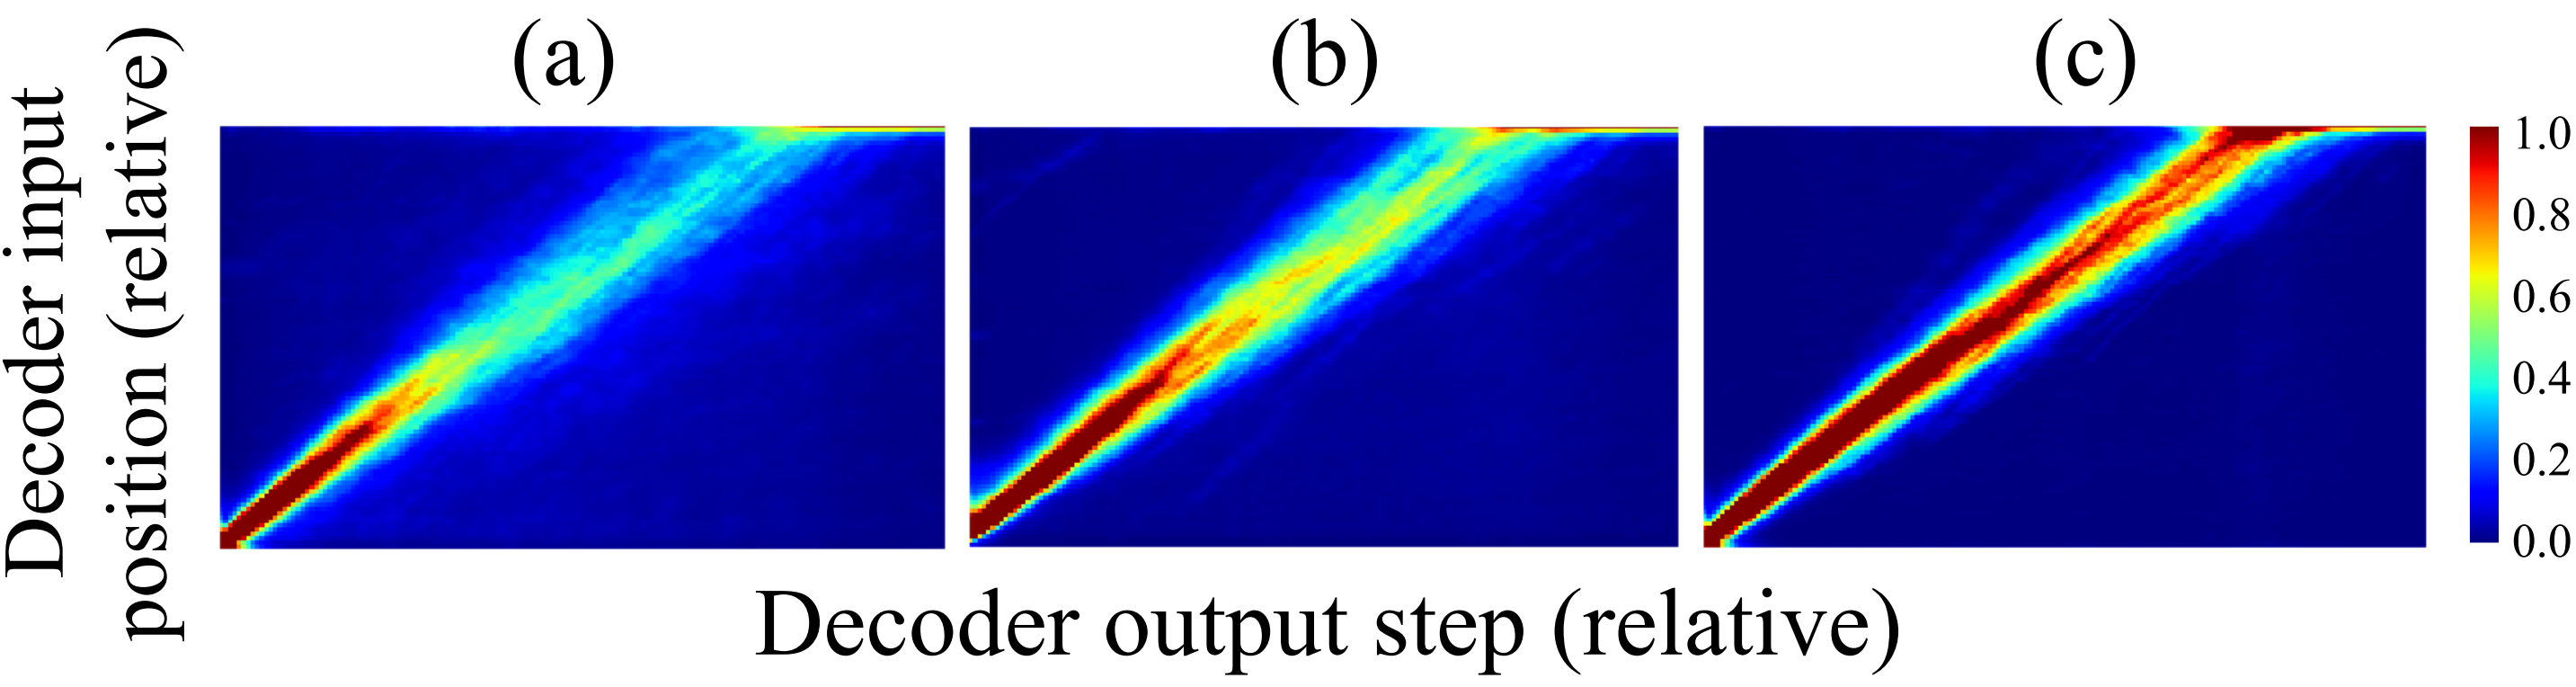 (a)
(b)
(c)
Decoder input
position (relative)
1.0
0.8
0.6
0.4
0.2
0.0
Decoder output step (relative)